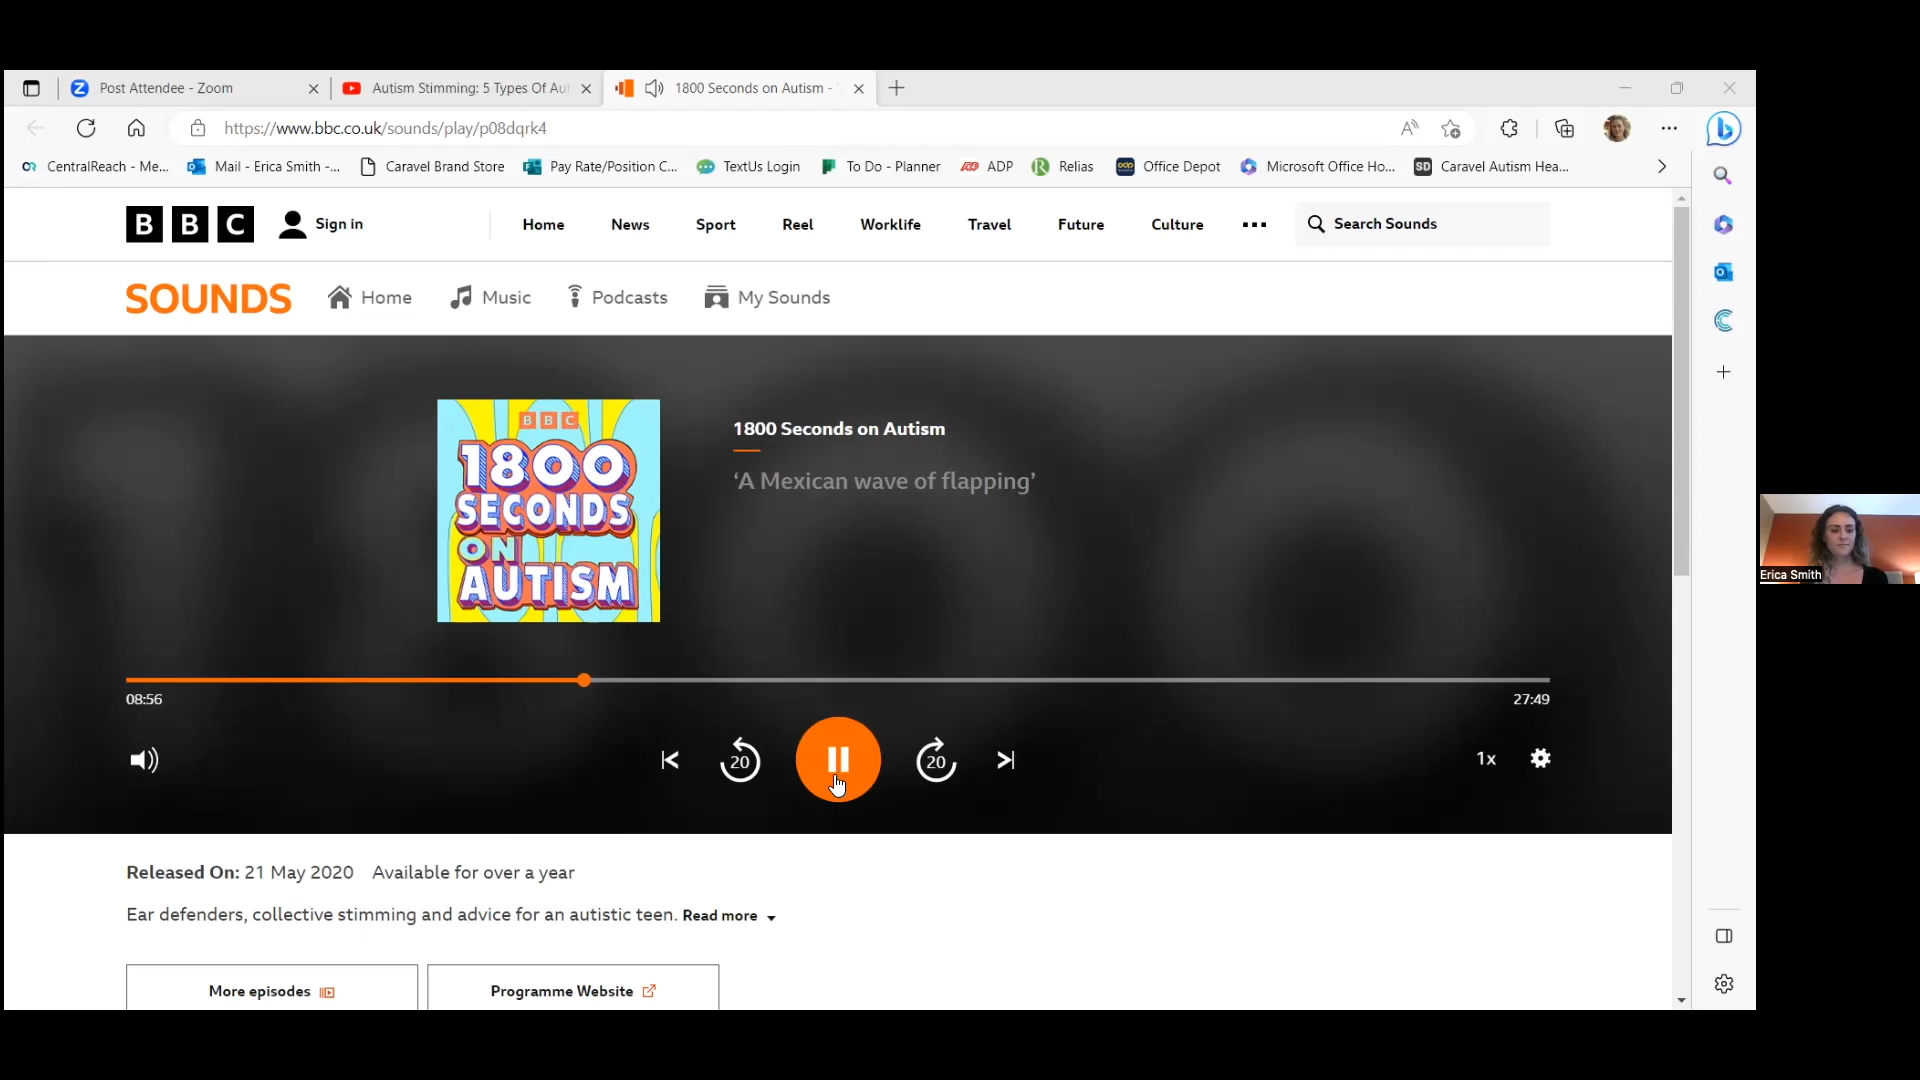 Post Attendee - Zoom
Autism Stimming: 5 Types Of Au
1800 Seconds on Autism -
https://www.bbc.co.uk/sounds/play/p08dqrk4
CentralReach - Me...
Mail - Erica Smith -...
Caravel Brand Store
Pay Rate/Position C...
TextUs Login
To Do - Planner
ADP
Relias
Office Depot
Microsoft Office Ho...
SD
Caravel Autism Hea...
BBC
Sign in
Home
News
Sport
Reel
Worklife
Travel
Future
Culture
Search Sounds
SOUNDS
Home
Music
Podcasts
My Sounds
BBC
1800
SECONDS
ON
AUTISM
1800 Seconds on Autism
‘A Mexican wave of flapping’
Erica Smith
08:56
27:49
20
20
1x
Released On: 21 May 2020 Available for over a year
Ear defenders, collective stimming and advice for an autistic teen. Read more
More episodes
Programme Website